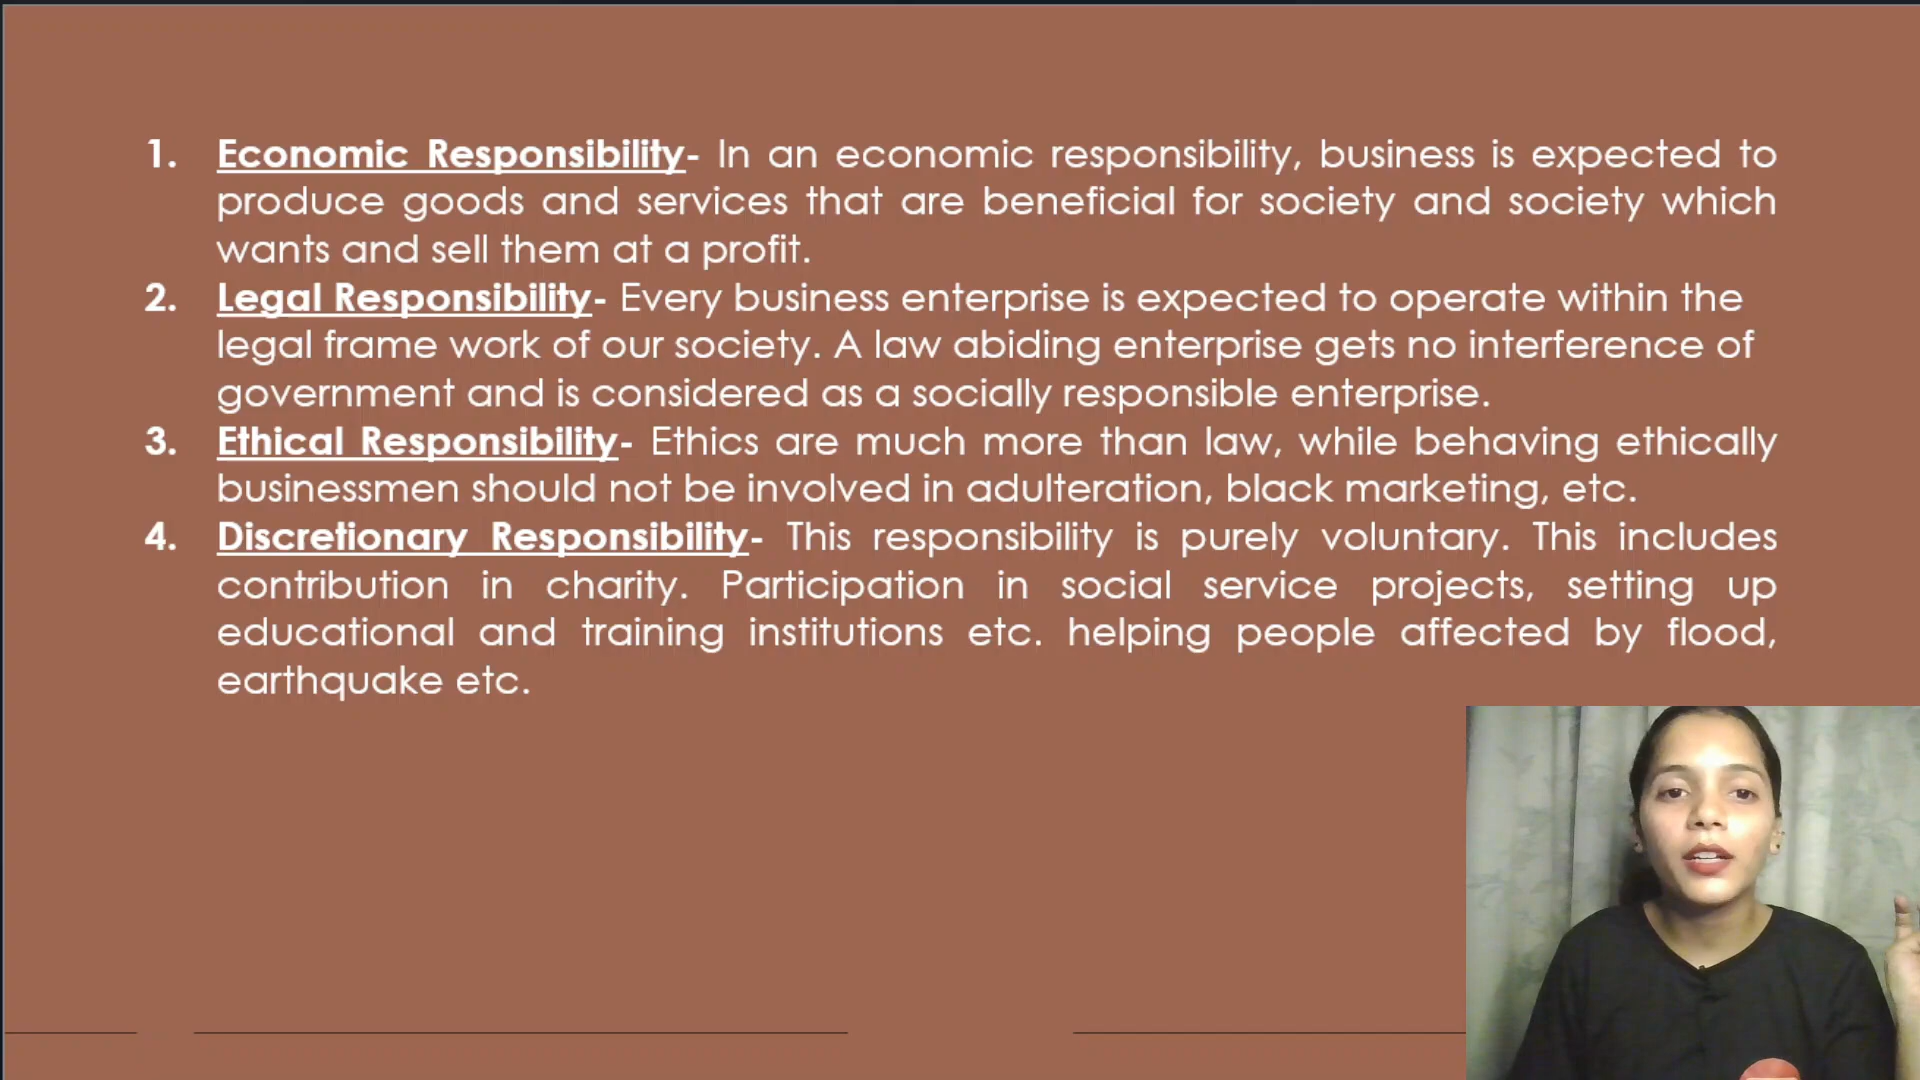 1. Economic Responsibility- In an economic responsibility, business is expected to
produce goods and services that are beneficial for society and society which
wants and sell them at a profit.
2. Legal Responsibility- Every business enterprise is expected to operate within the
legal frame work of our society. A law abiding enterprise gets no interference of
government and is considered as a socially responsible enterprise.
3. Ethical Responsibility- Ethics are much more than law, while behaving ethically
businessmen should not be involved in adulteration, black marketing, etc.
4. Discretionary Responsibility- This responsibility is purely voluntary. This includes
contribution in charity. Participation in social service projects, setting up
educational and training institutions etc. helping people affected by flood,
earthquake etc.